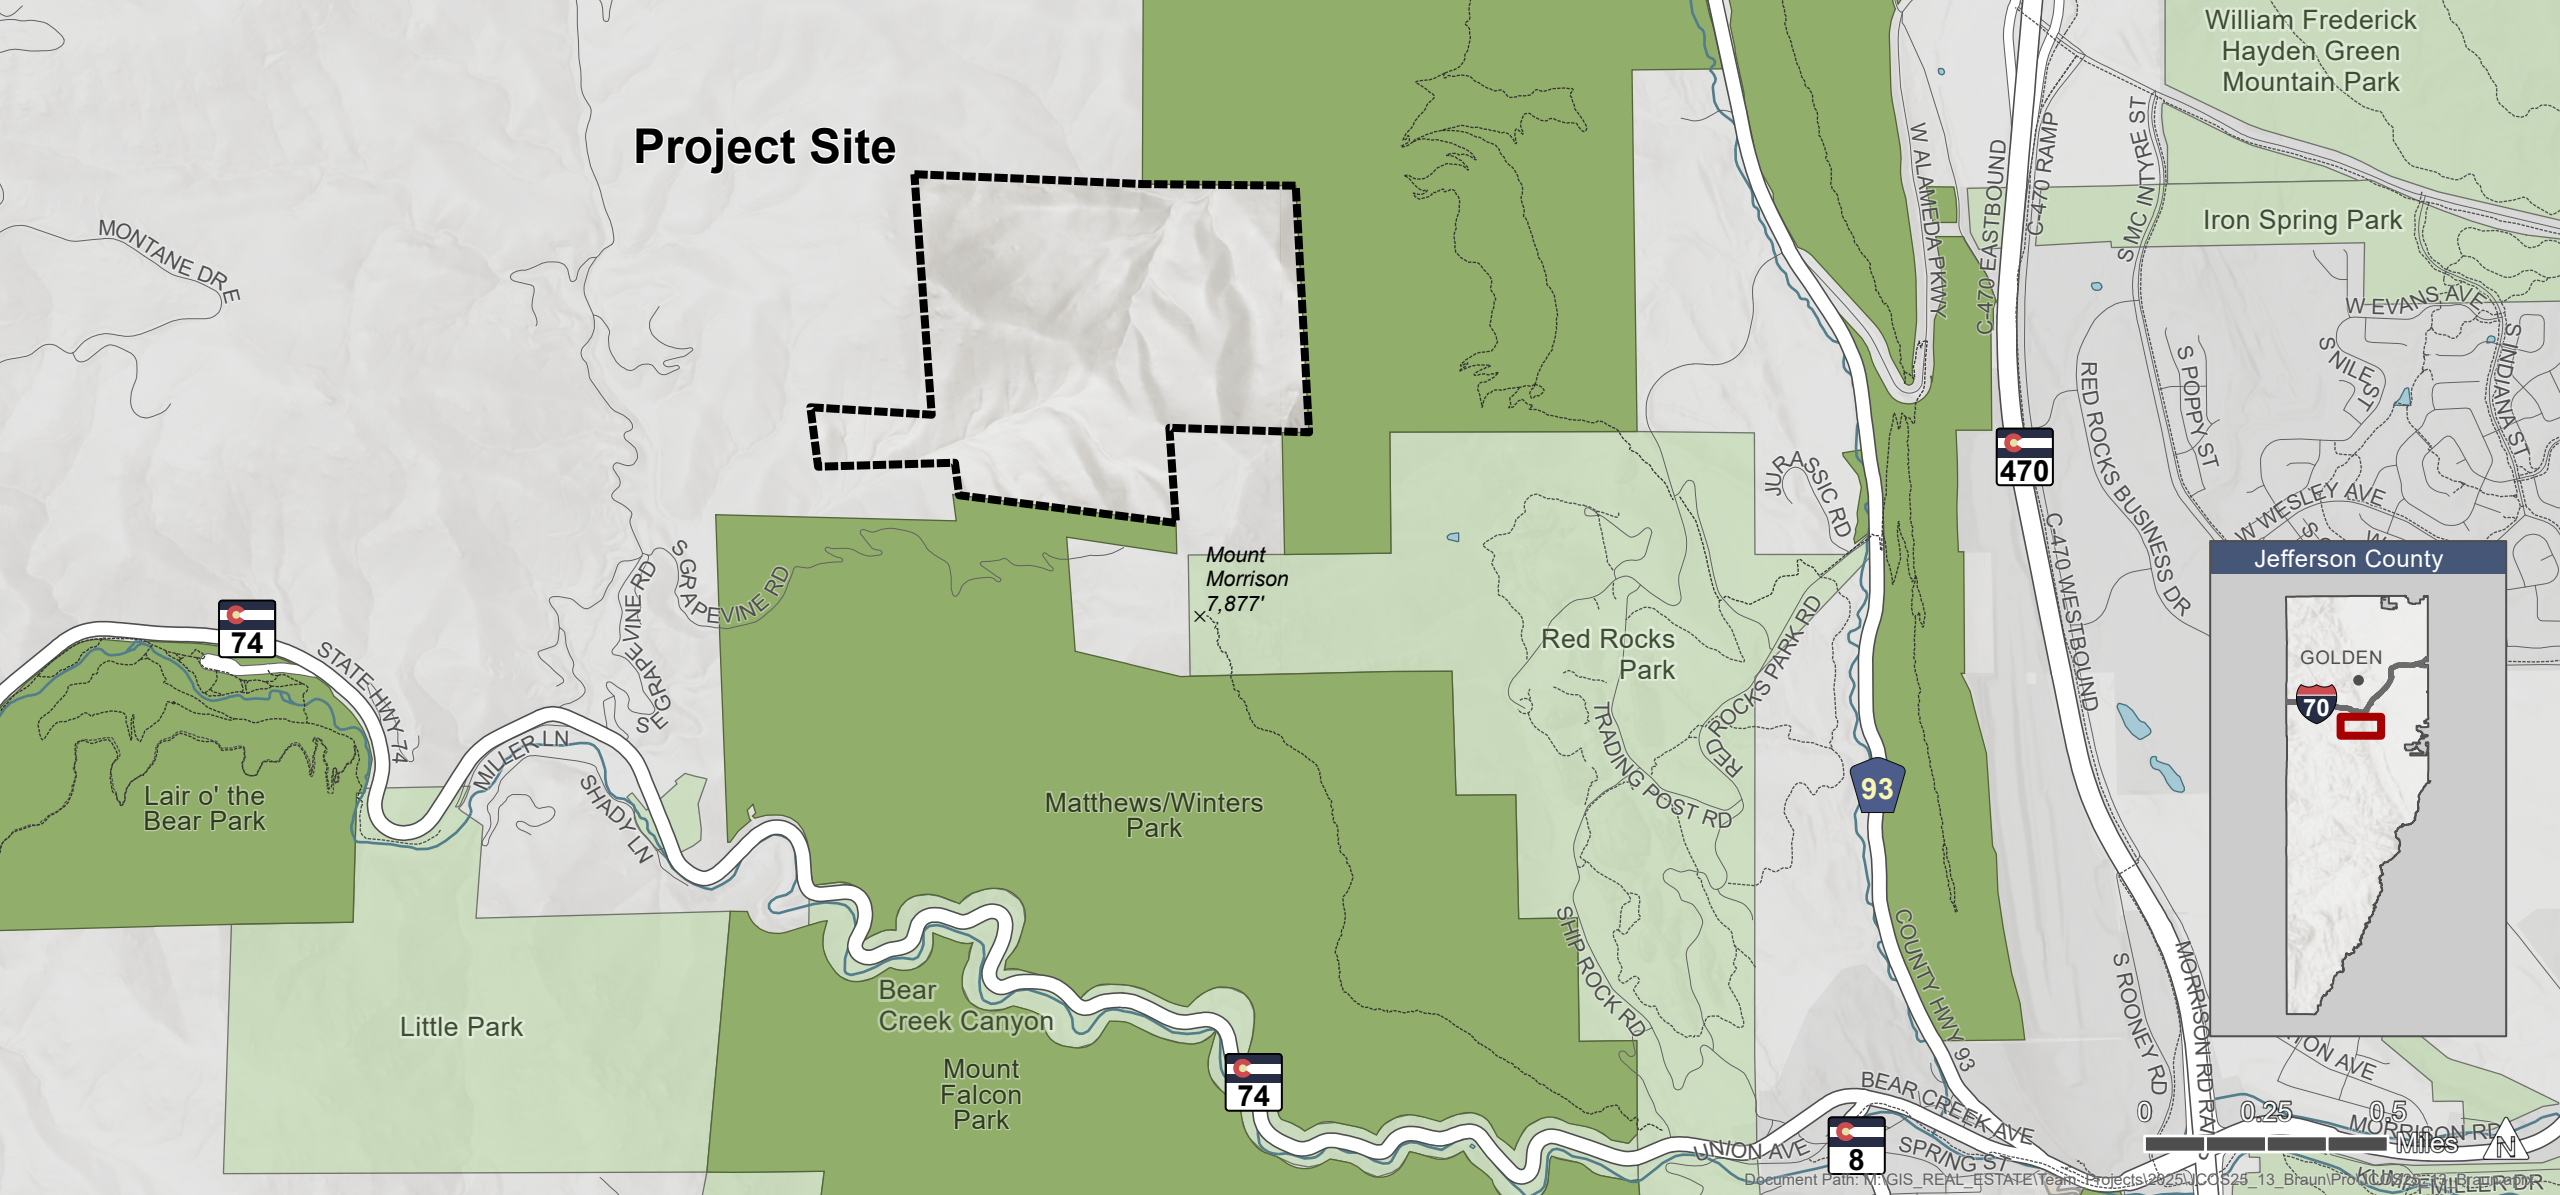 William Frederick
Hayden Green
Mountain Park
Project Site
Iron Spring Park
MONTANE DR
E
W ALAMEDA PKWY
C-470 EASTBOUND
C-470 RAMP
S MC INTYRE ST
W EVANS AVE
S NILE ST
S INDIANA ST
S POPPY ST
RED ROCKS BUSINESS DR
470
JURASSIC RD
W WESLEY AVE
C-470 WESTBOUND
Mount
Morrison
7,877'
S GRAPEVINE RD
GRAPEVINE RD
S GRAPEVINE RD
74
STATE HWY 74
Red Rocks
Park
RED ROCKS PARK RD
TRADING POST RD
MILLER LN
SHADY LN
Lair o' the
Bear Park
Matthews/Winters
Park
93
Jefferson County
GOLDEN
70
SHIP ROCK RD
COUNTY HWY 93
S ROONEY RD
Bear
Creek Canyon
Little Park
Mount
Falcon
Park
74
BEAR CREEK AVE
UNION AVE
8
SPRING ST
0 0.25 0.5
Miles
N
MORRISON RD